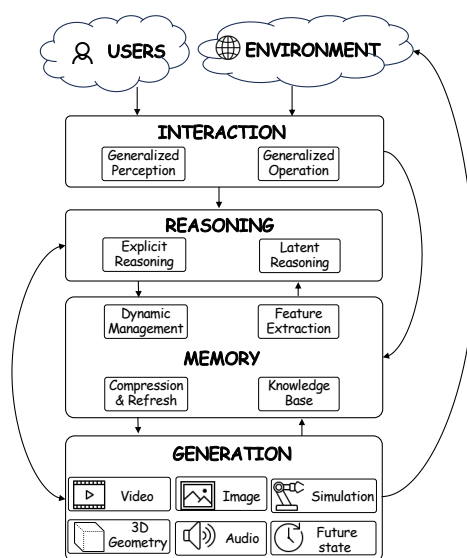 USERS
ENVIRONMENT
INTERACTION
Generalized
Perception
Generalized
Operation
REASONING
Explicit
Reasoning
Latent
Reasoning
Dynamic
Management
Feature
Extraction
MEMORY
Compression
& Refresh
Knowledge
Base
GENERATION
Video
Image
Simulation
3D
Geometry
Audio
Future
state